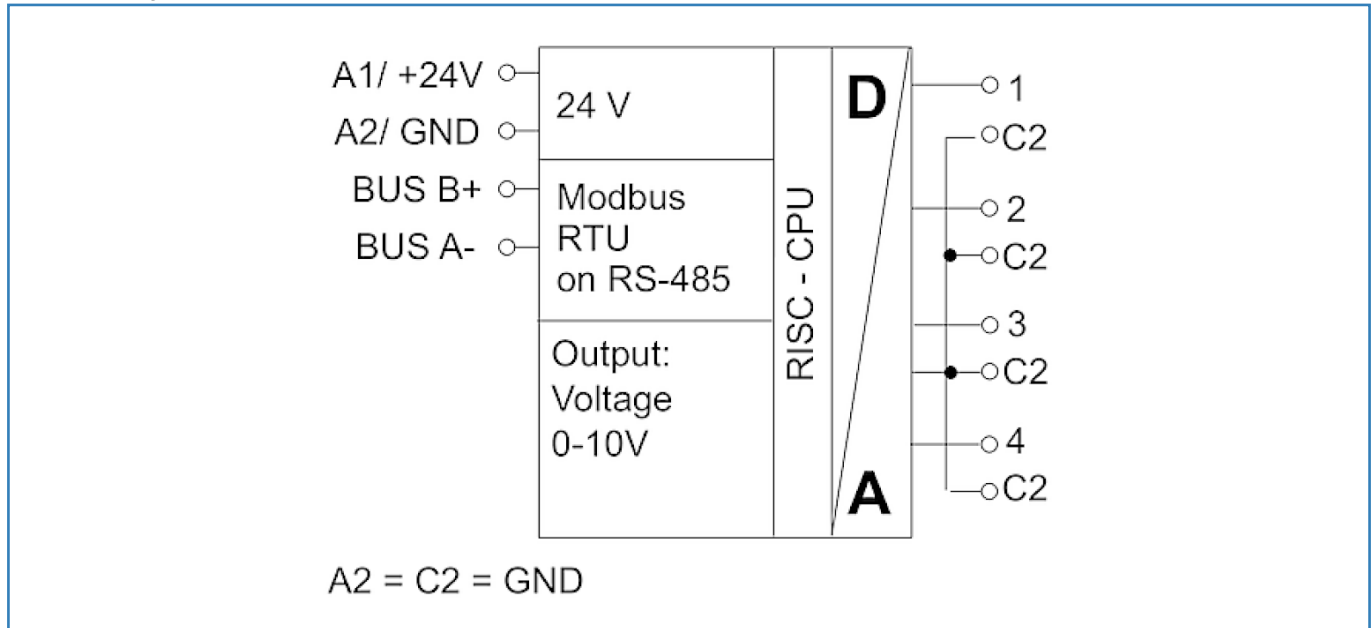 A1/ +24V
A2/ GND
BUS B+
BUS A-
24 V
Modbus
RTU
on RS-485
Output:
Voltage
0-10V
RISC - CPU
D
A
1
C2
2
C2
3
C2
4
C2
A2 = C2 = GND